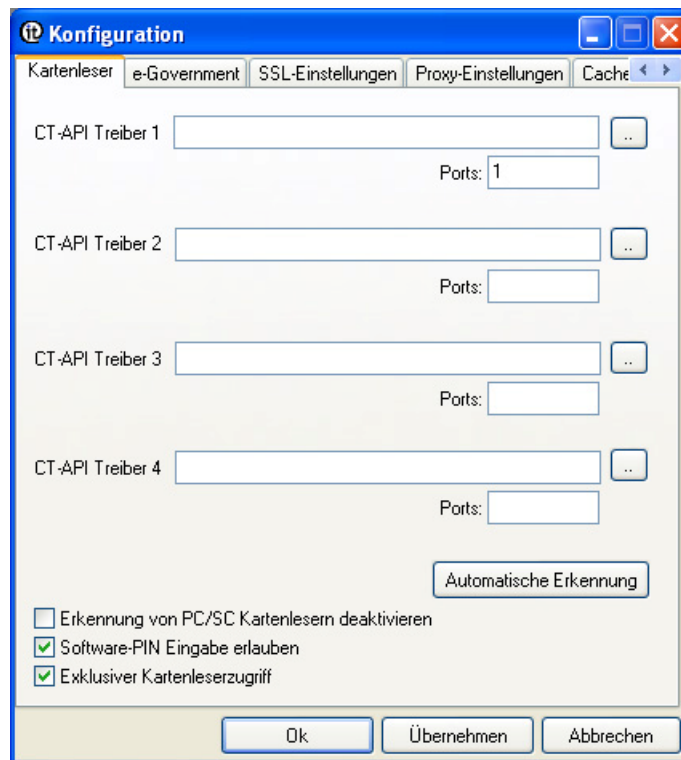 it Konfiguration
Kartenleser e-Government SSL-Einstellungen Proxy-Einstellungen Cache
CT-API Treiber 1 ..
Ports: 1
CT-API Treiber 2 ..
Ports:
CT-API Treiber 3 ..
Ports:
CT-API Treiber 4 ..
Ports:
Automatische Erkennung
Erkennung von PC/SC Kartenlesern deaktivieren
Software-PIN Eingabe erlauben
Exklusiver Kartenleserzugriff
Ok Übernehmen Abbrechen